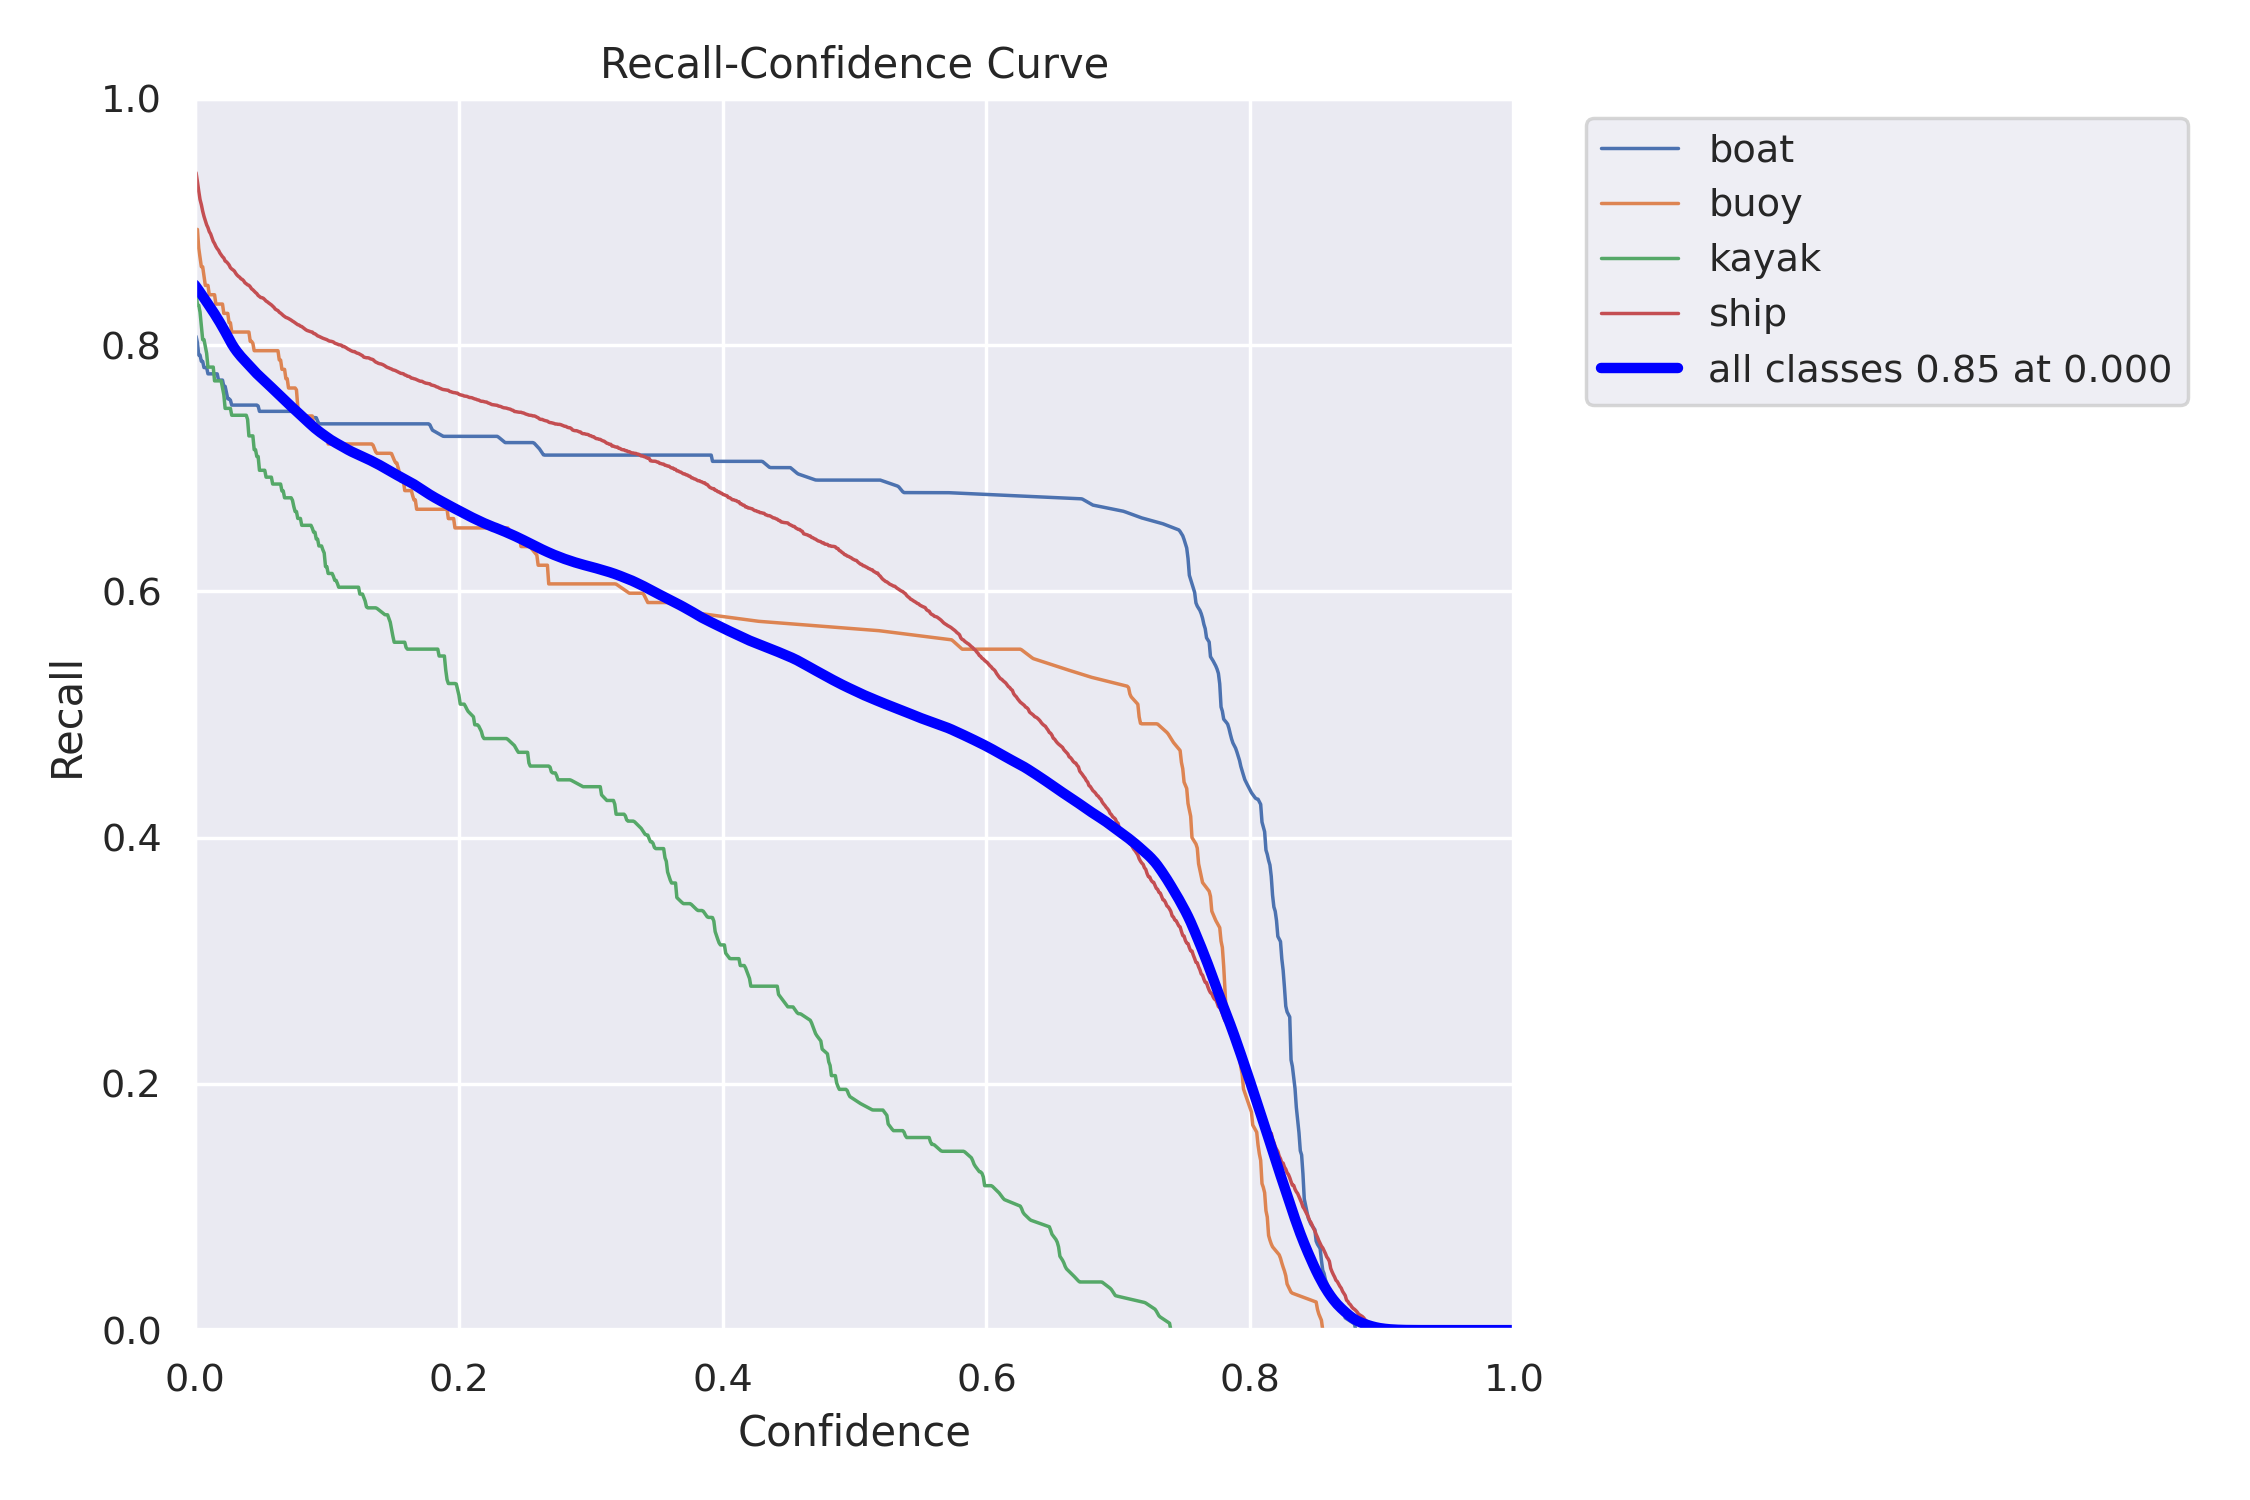 Recall-Confidence Curve
1.0
0.8
0.6
0.4
0.2
0.0
Recall
0.0 0.2 0.4 0.6 0.8 1.0
Confidence
boat
buoy
kayak
ship
all classes 0.85 at 0.000